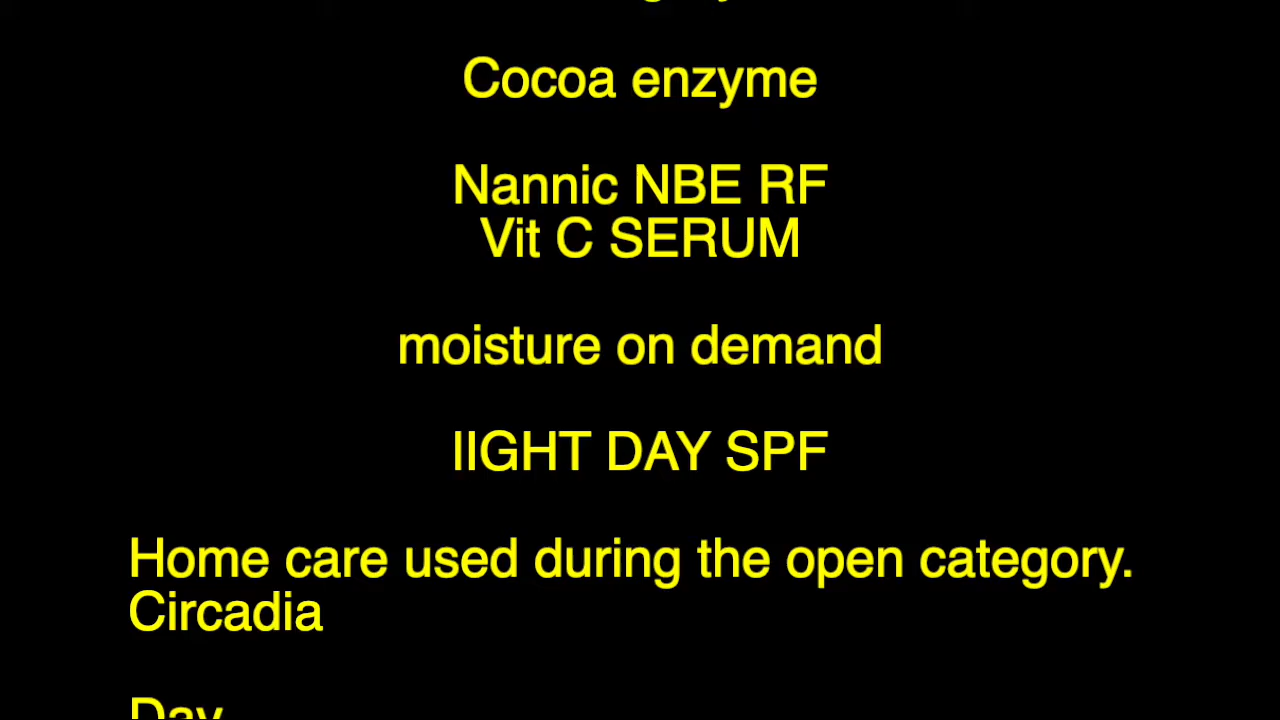 Cocoa enzyme
Nannic NBE RF
Vit C SERUM
moisture on demand
lIGHT DAY SPF
Home care used during the open category.
Circadia
Day